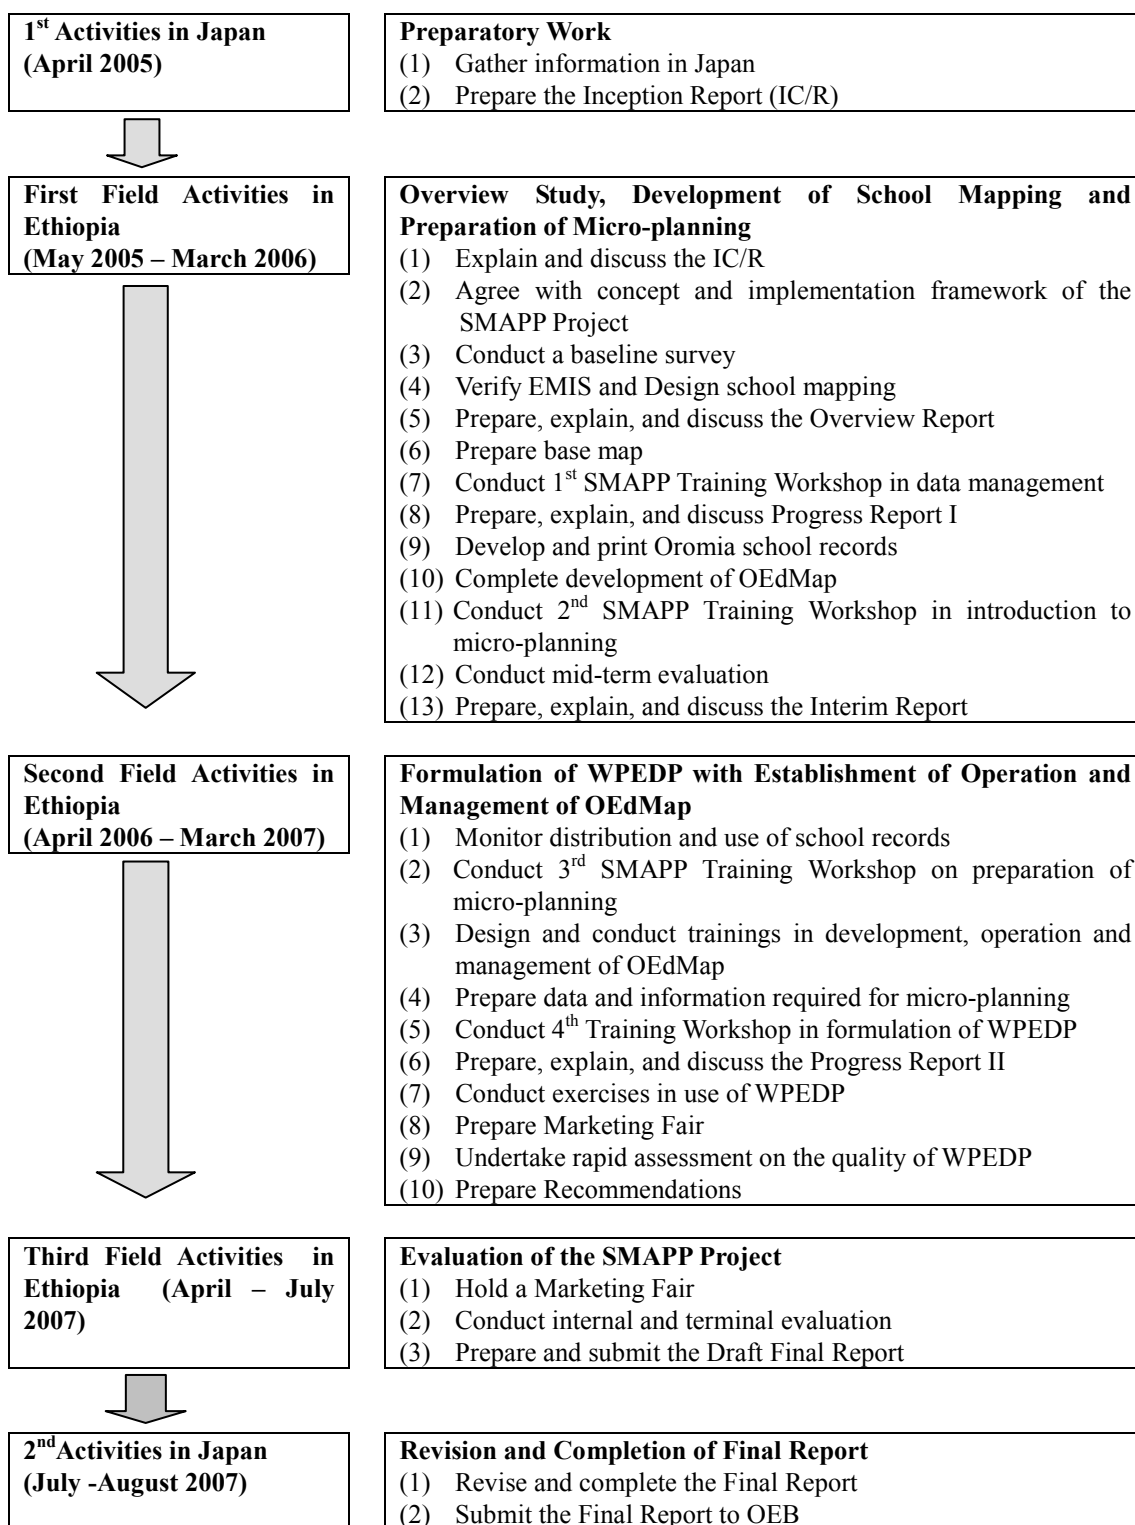 1st Activities in Japan
(April 2005)
Preparatory Work
(1) Gather information in Japan
(2) Prepare the Inception Report (IC/R)
First Field Activities in
Ethiopia
(May 2005 – March 2006)
Overview Study, Development of School Mapping and
Preparation of Micro-planning
(1) Explain and discuss the IC/R
(2) Agree with concept and implementation framework of the
SMAPP Project
(3) Conduct a baseline survey
(4) Verify EMIS and Design school mapping
(5) Prepare, explain, and discuss the Overview Report
(6) Prepare base map
(7) Conduct 1st SMAPP Training Workshop in data management
(8) Prepare, explain, and discuss Progress Report I
(9) Develop and print Oromia school records
(10) Complete development of OEdMap
(11) Conduct 2nd SMAPP Training Workshop in introduction to
micro-planning
(12) Conduct mid-term evaluation
(13) Prepare, explain, and discuss the Interim Report
Second Field Activities in
Ethiopia
(April 2006 – March 2007)
Formulation of WPEDP with Establishment of Operation and
Management of OEdMap
(1) Monitor distribution and use of school records
(2) Conduct 3rd SMAPP Training Workshop on preparation of
micro-planning
(3) Design and conduct trainings in development, operation and
management of OEdMap
(4) Prepare data and information required for micro-planning
(5) Conduct 4th Training Workshop in formulation of WPEDP
(6) Prepare, explain, and discuss the Progress Report II
(7) Conduct exercises in use of WPEDP
(8) Prepare Marketing Fair
(9) Undertake rapid assessment on the quality of WPEDP
(10) Prepare Recommendations
Third Field Activities in
Ethiopia (April – July
2007)
Evaluation of the SMAPP Project
(1) Hold a Marketing Fair
(2) Conduct internal and terminal evaluation
(3) Prepare and submit the Draft Final Report
2nd Activities in Japan
(July -August 2007)
Revision and Completion of Final Report
(1) Revise and complete the Final Report
(2) Submit the Final Report to OEB